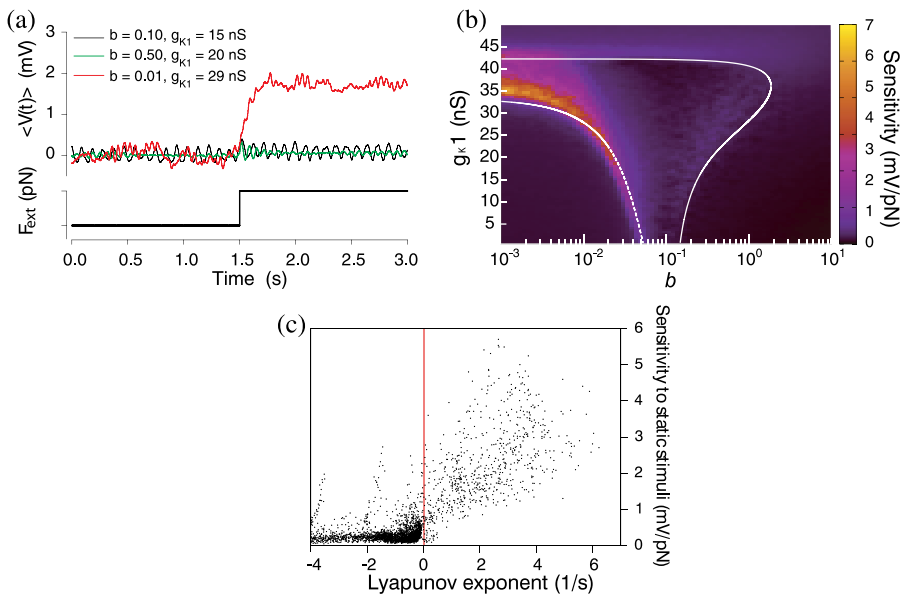 (a)
3
2
1
0
<V(t)> (mV)
b = 0.10, gK1 = 15 nS
b = 0.50, gK1 = 20 nS
b = 0.01, gK1 = 29 nS
Fext(pN)
0.0 0.5 1.0 1.5 2.0 2.5 3.0
Time (s)
(b)
45
40
35
30
25
20
15
10
5
gK1 (nS)
10-3 10-2 10-1 100 101
b
7
6
5
4
3
2
1
0
Sensitivity (mV/pN)
(c)
6
5
4
3
2
1
0
Sensitivity to static stimuli (mV/pN)
-4 -2 0 2 4 6
Lyapunov exponent (1/s)